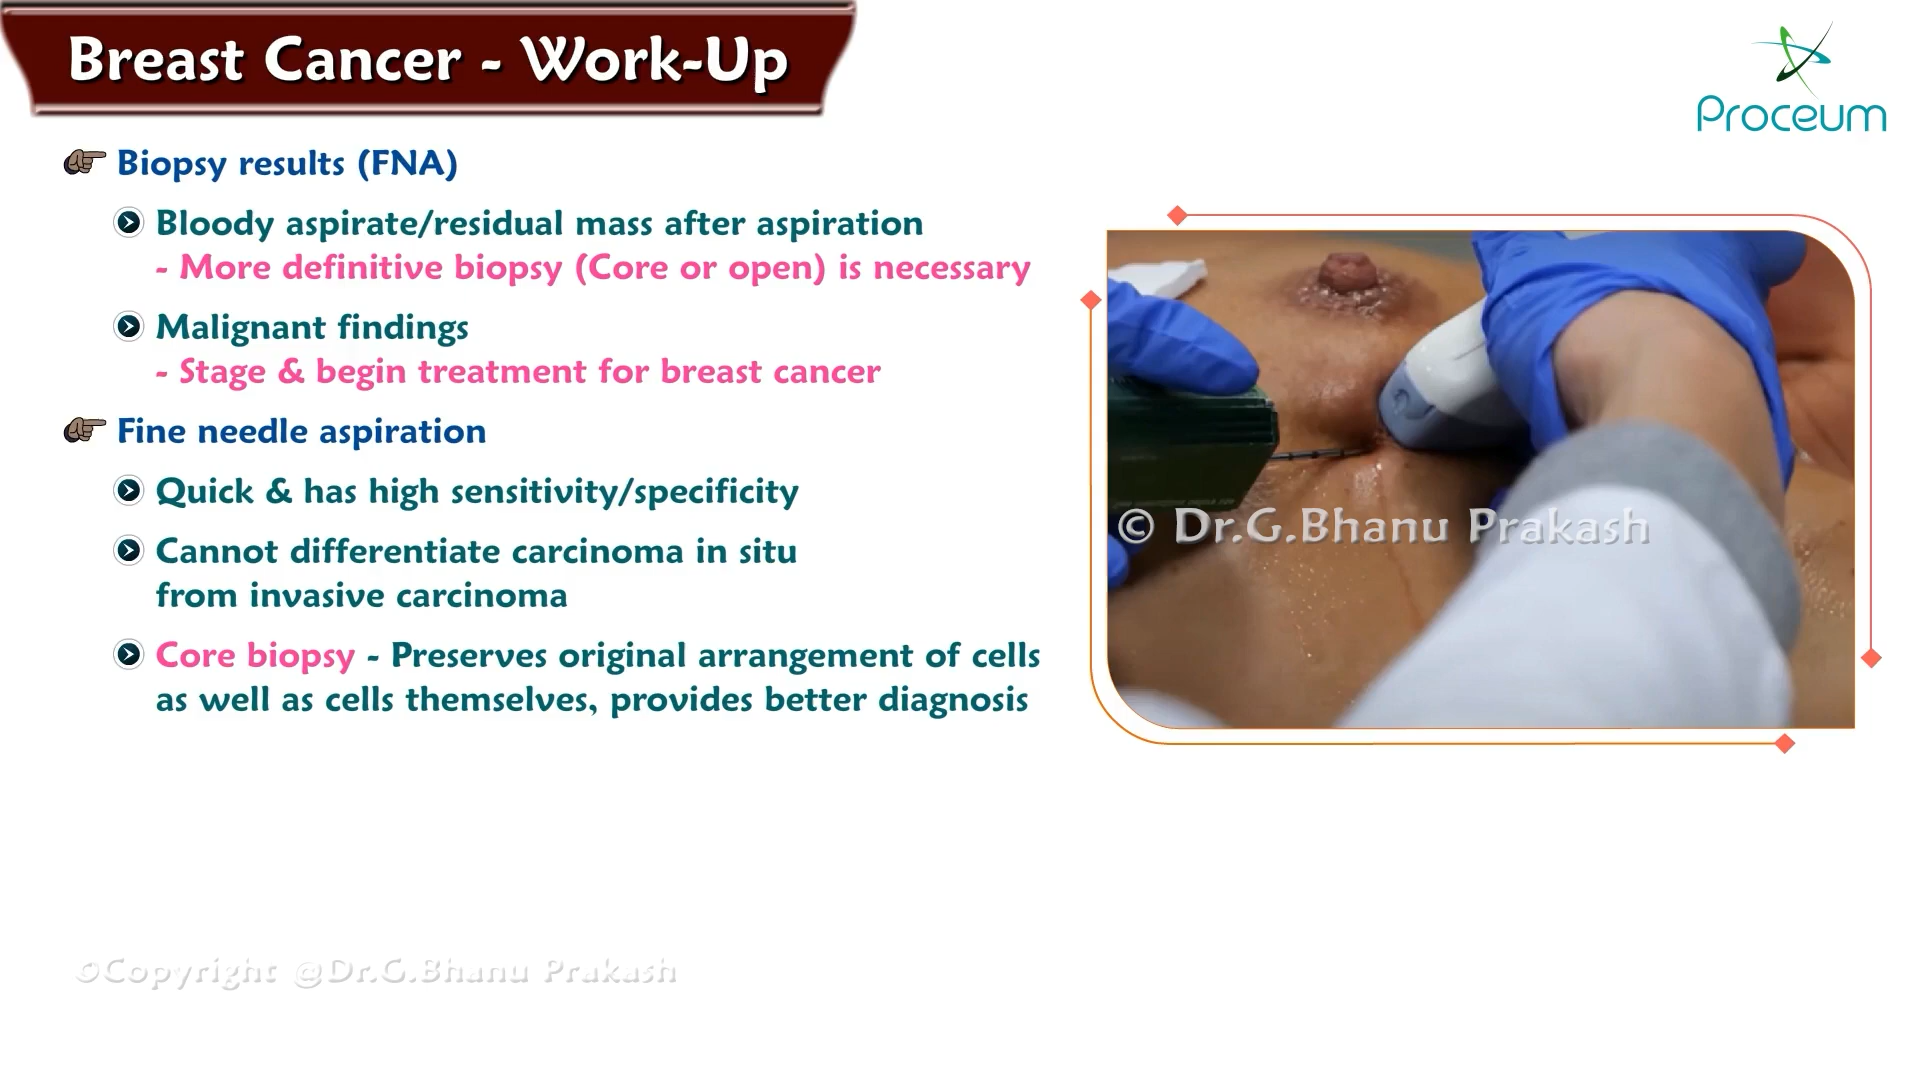 Breast Cancer - Work-Up
Proceum
Biopsy results (FNA)
Bloody aspirate/residual mass after aspiration
- More definitive biopsy (Core or open) is necessary
Malignant findings
- Stage & begin treatment for breast cancer
Fine needle aspiration
Quick & has high sensitivity/specificity
Cannot differentiate carcinoma in situ
from invasive carcinoma
Core biopsy - Preserves original arrangement of cells
as well as cells themselves, provides better diagnosis
© Dr.G.Bhanu Prakash
©Copyright @Dr.G.Bhanu Prakash